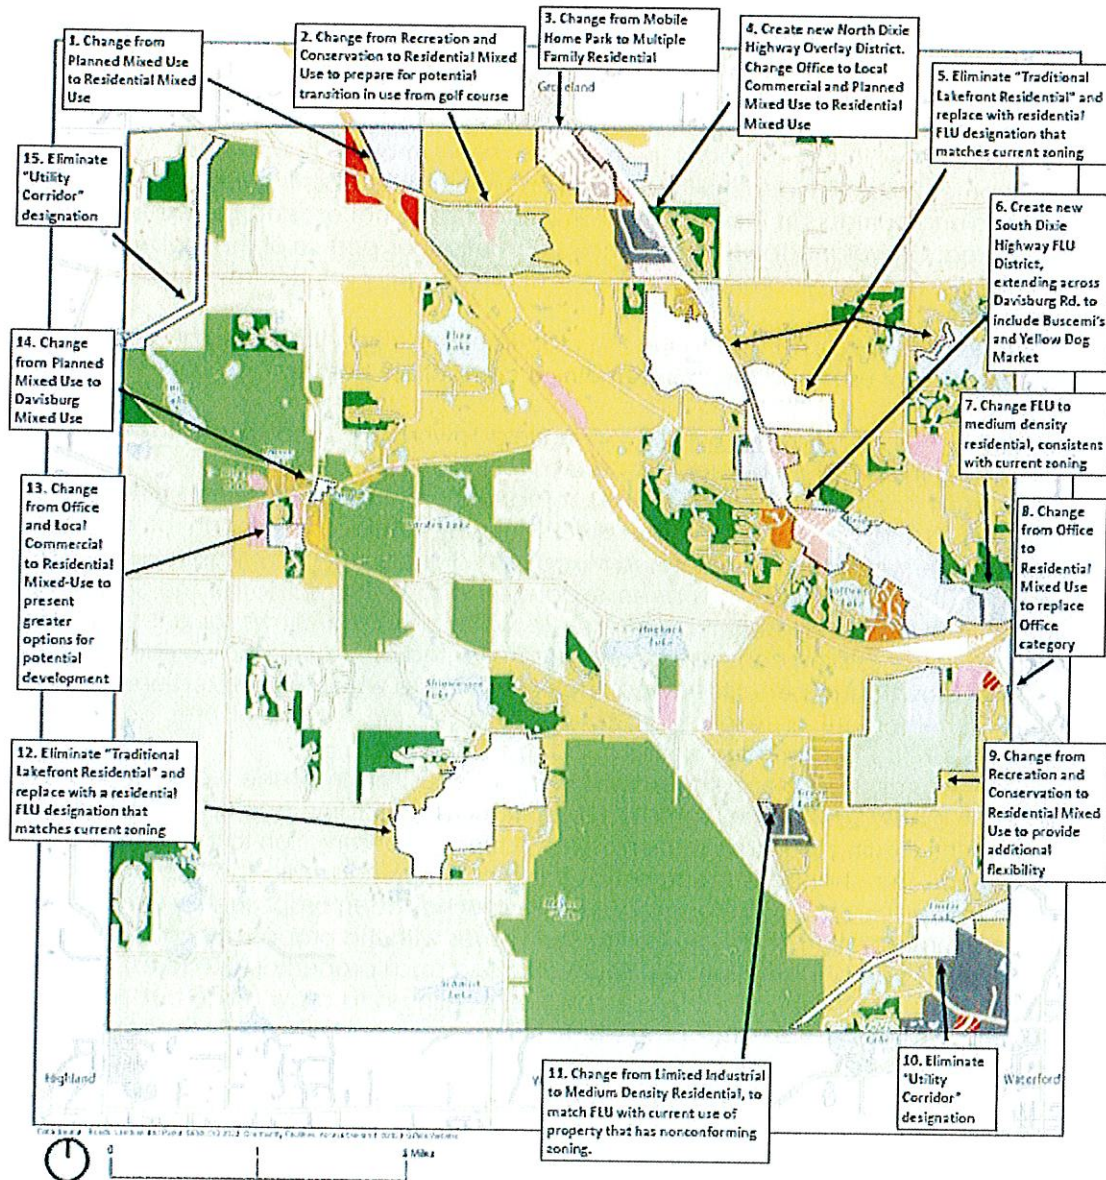 1. Change from
Planned Mixed Use
to Residential Mixed
Use
2. Change from Recreation and
Conservation to Residential Mixed
Use to prepare for potential
transition in use from golf course
3. Change from Mobile
Home Park to Multiple
Family Residential
4. Create new North Dixie
Highway Overlay District.
Change Office to Local
Commercial and Planned
Mixed Use to Residential
Mixed Use
5. Eliminate "Traditional
Lakefront Residential" and
replace with residential
FLU designation that
matches current zoning
6. Create new
South Dixie
Highway FLU
District,
extending across
Davisburg Rd. to
include Buscemi's
and Yellow Dog
Market
7. Change FLU to
medium density
residential, consistent
with current zoning
8. Change
from Office
to
Residential
Mixed Use
to replace
Office
category
9. Change from
Recreation and
Conservation to
Residential Mixed
Use to provide
additional
flexibility
10. Eliminate
"Utility
Corridor"
designation
11. Change from Limited Industrial
to Medium Density Residential, to
match FLU with current use of
property that has nonconforming
zoning.
12. Eliminate "Traditional
Lakefront Residential" and
replace with a residential
FLU designation that
matches current zoning
13. Change
from Office
and Local
Commercial
to Residential
Mixed-Use to
present
greater
options for
potential
development
14. Change
from Planned
Mixed Use to
Davisburg
Mixed Use
15. Eliminate
"Utility
Corridor"
designation
Groveland
Lake
Lake
Lake
Lake
Highland
Waterford
0
1
2 Miles